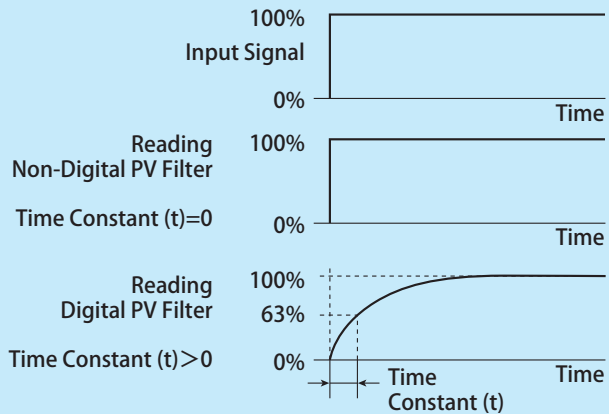 100%
Input Signal
0%
Time
Reading
Non-Digital PV Filter
100%
Time Constant (t)=0
0%
Time
Reading
Digital PV Filter
100%
63%
Time Constant (t)>0
0%
Time
Time
Constant (t)